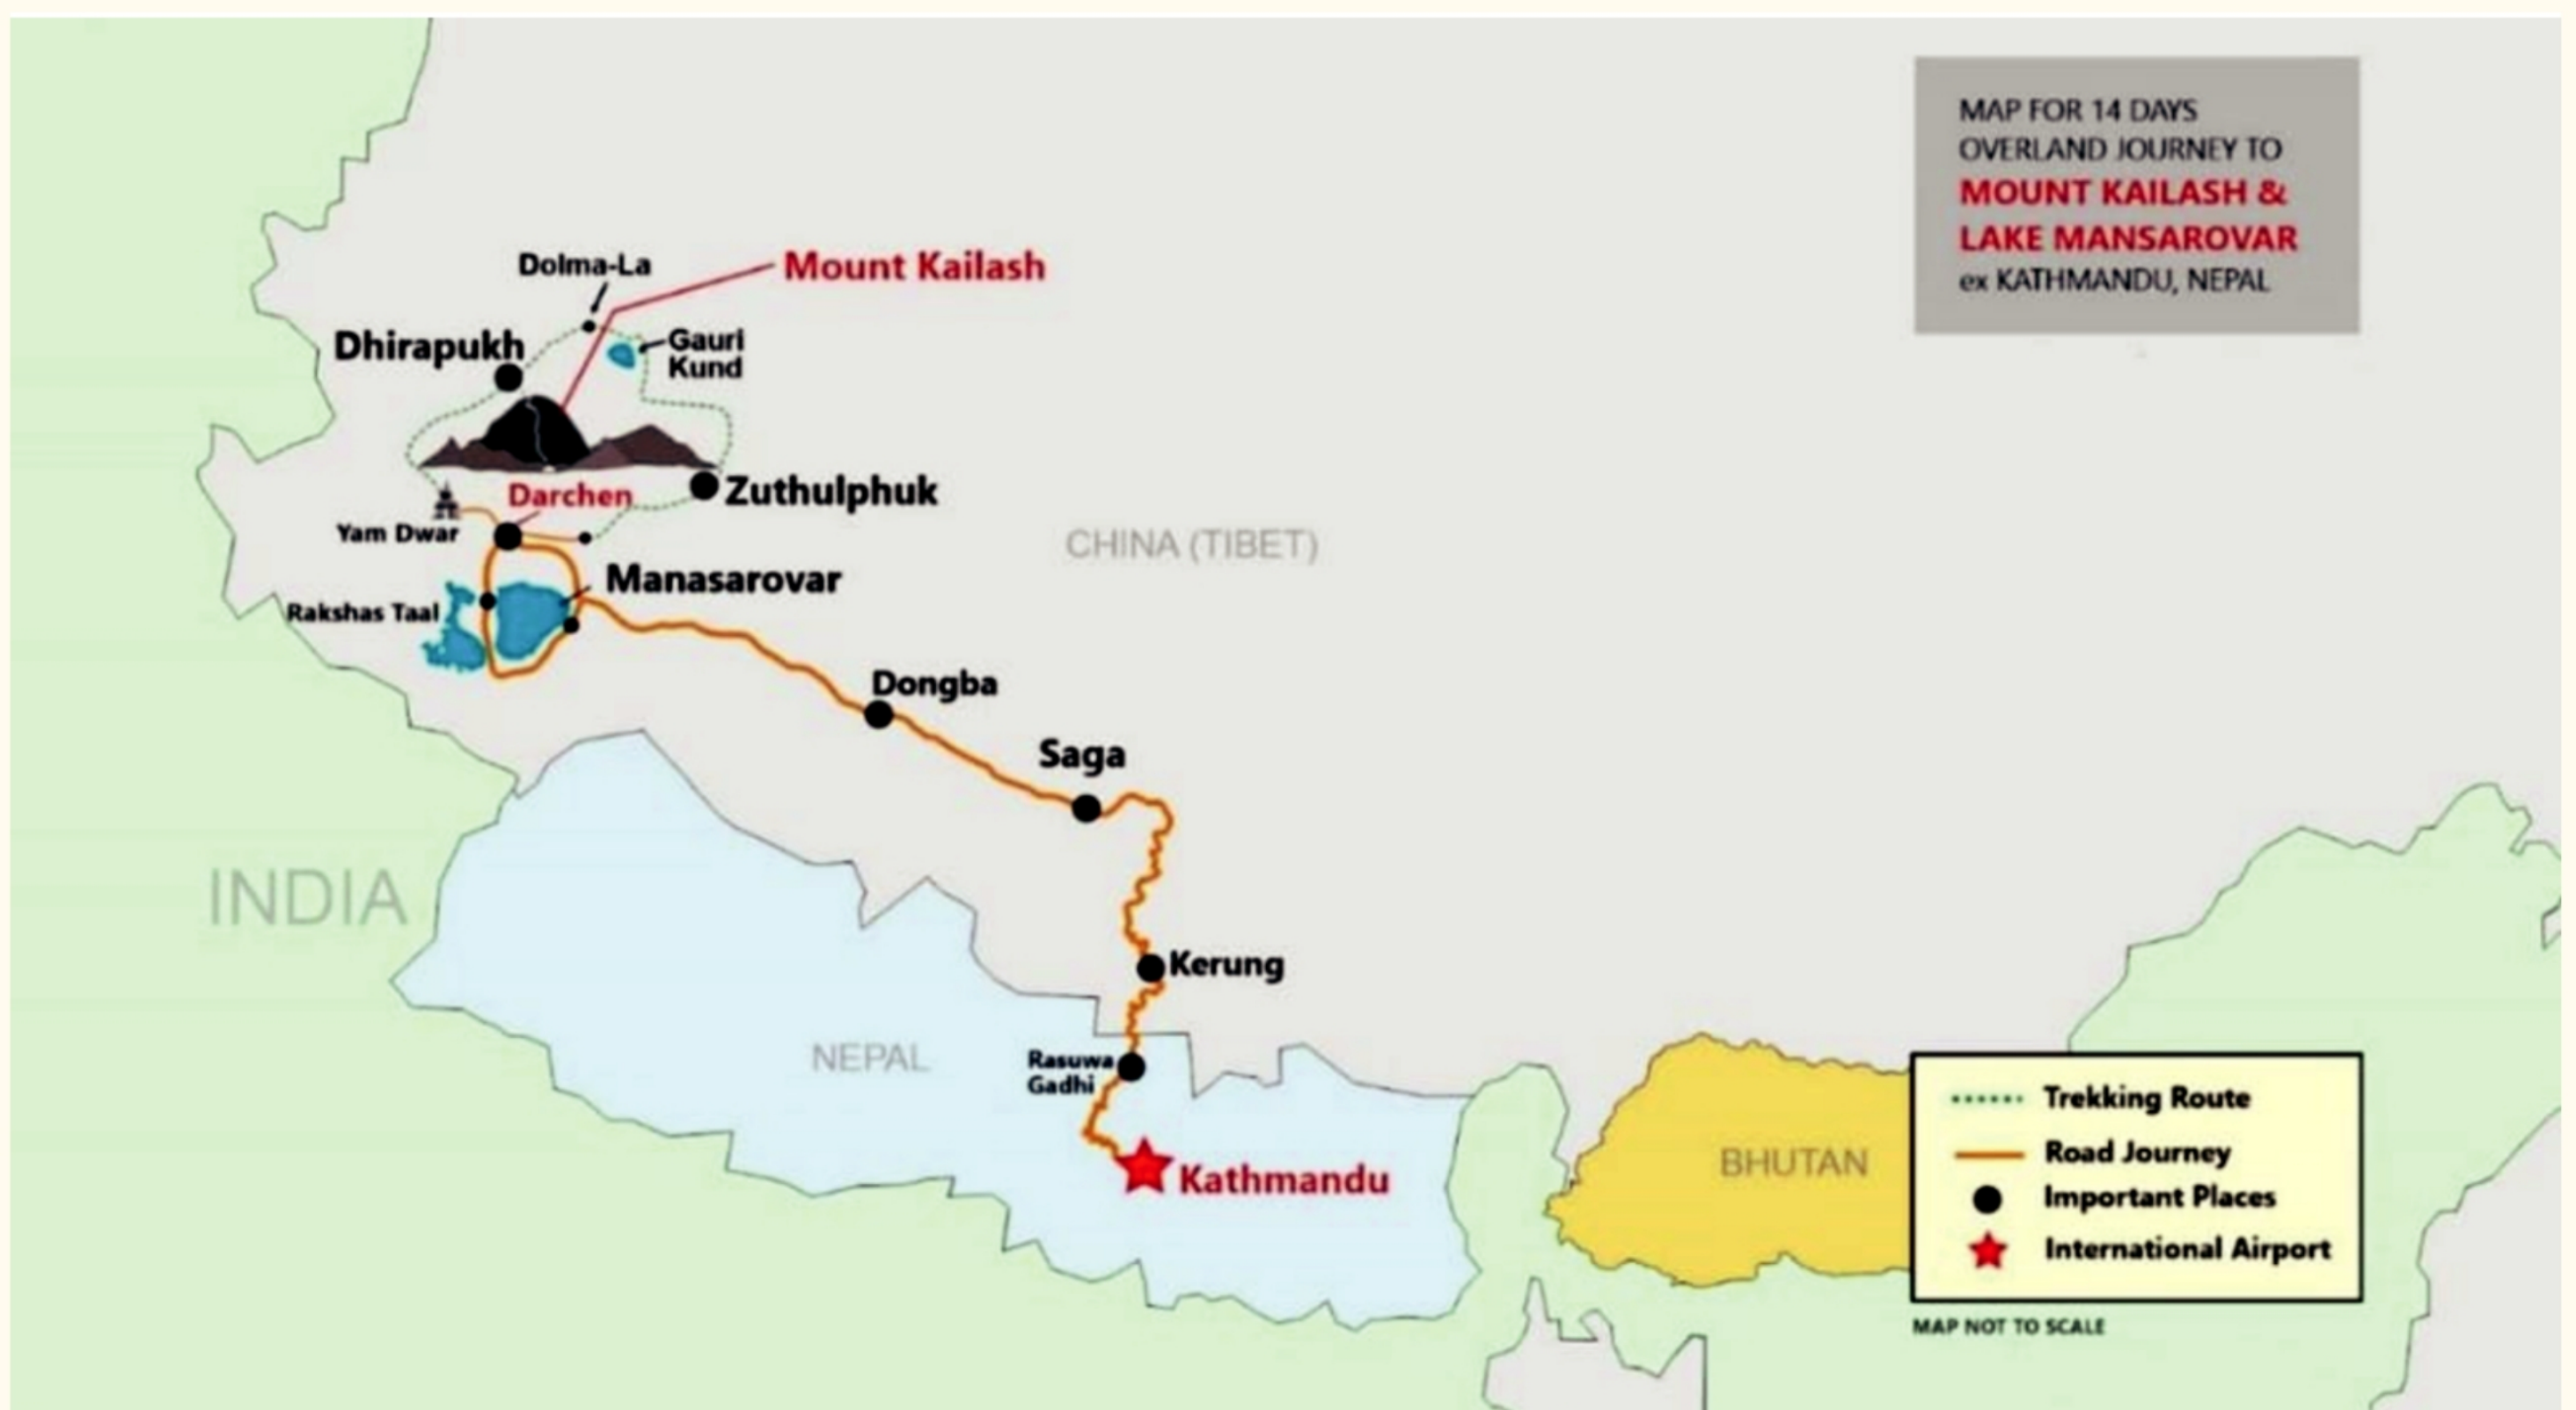 MAP FOR 14 DAYS
OVERLAND JOURNEY TO
MOUNT KAILASH &
LAKE MANSAROVAR
ex KATHMANDU, NEPAL
Dolma-La
Mount Kailash
Dhirapukh
Gauri
Kund
Darchen
Zuthulphuk
Yam Dwar
CHINA (TIBET)
Manasarovar
Rakshas Taal
Dongba
Saga
INDIA
Kerung
NEPAL
Rasuwa
Gadhi
Kathmandu
BHUTAN
Trekking Route
Road Journey
Important Places
International Airport
MAP NOT TO SCALE